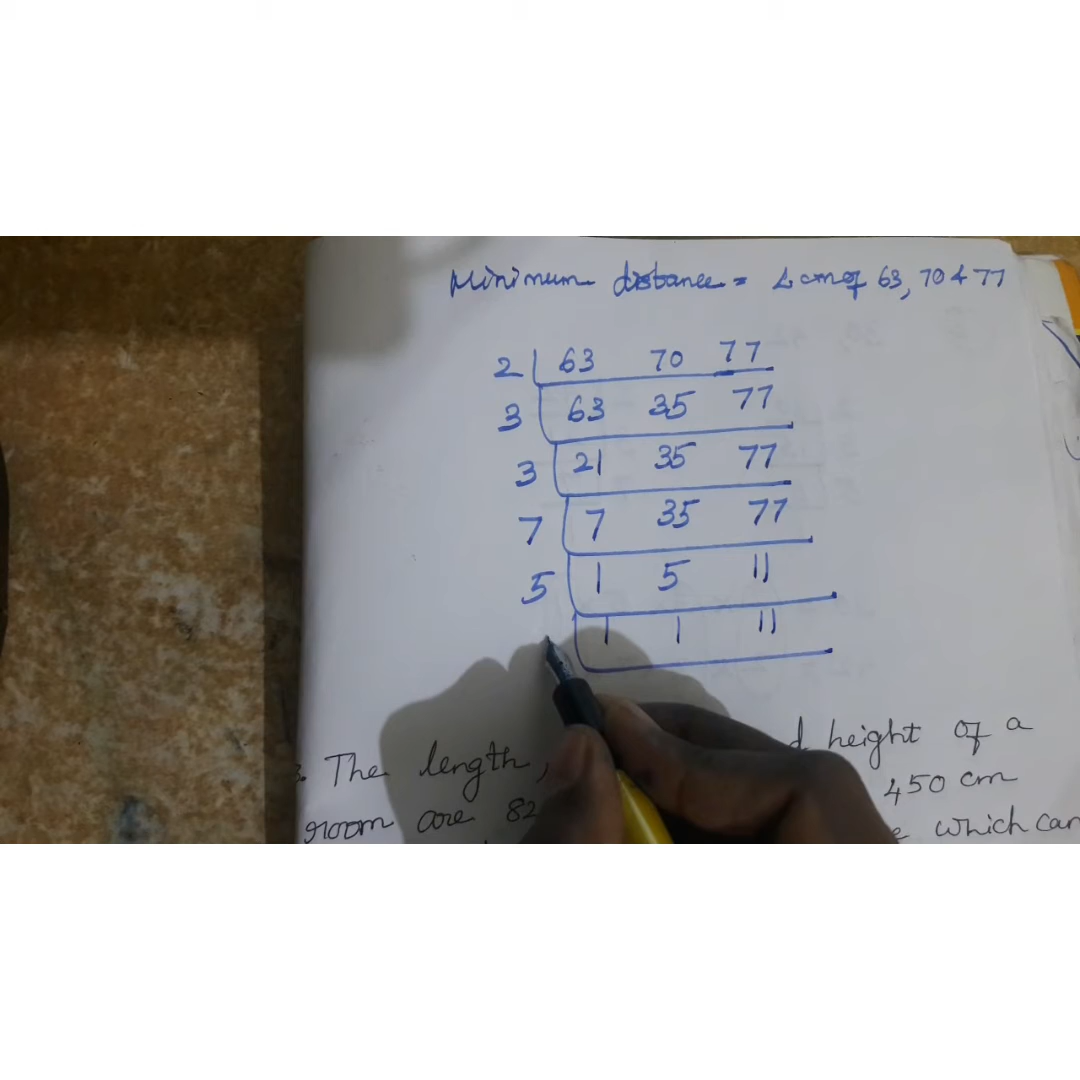 Minimum distance = Lcm of 63, 70 & 77
2 63 70 77
3 63 35 77
3 21 35 77
7 7 35 77
5 1 5 11
1 1 11
3. The length, d height of a
room are 82 450 cm
e which can